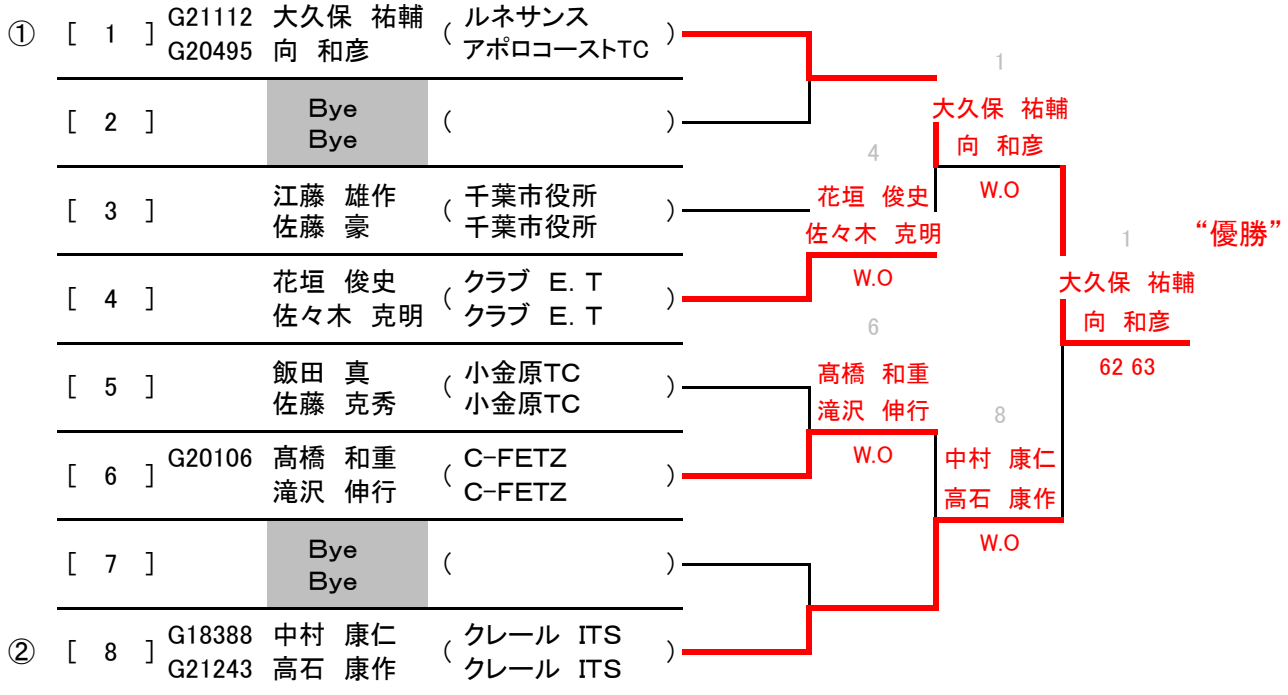 ① [ 1 ] G21112 大久保 祐輔 ( ルネサンス )
G20495 向 和彦 アポロコーストTC
[ 2 ] Bye ( )
Bye
[ 3 ] 江藤 雄作 ( 千葉市役所 )
佐藤 豪 千葉市役所
[ 4 ] 花垣 俊史 ( クラブ E.T )
佐々木 克明 クラブ E.T
[ 5 ] 飯田 真 ( 小金原TC )
佐藤 克秀 小金原TC
[ 6 ] G20106 髙橋 和重 ( C-FETZ )
滝沢 伸行 C-FETZ
[ 7 ] Bye ( )
Bye
② [ 8 ] G18388 中村 康仁 ( クレール ITS )
G21243 高石 康作 クレール ITS
4
花垣 俊史
佐々木 克明
W.O
6
髙橋 和重
滝沢 伸行
W.O
1
大久保 祐輔
向 和彦
W.O
8
中村 康仁
高石 康作
W.O
1
大久保 祐輔
向 和彦
62 63
“優勝”